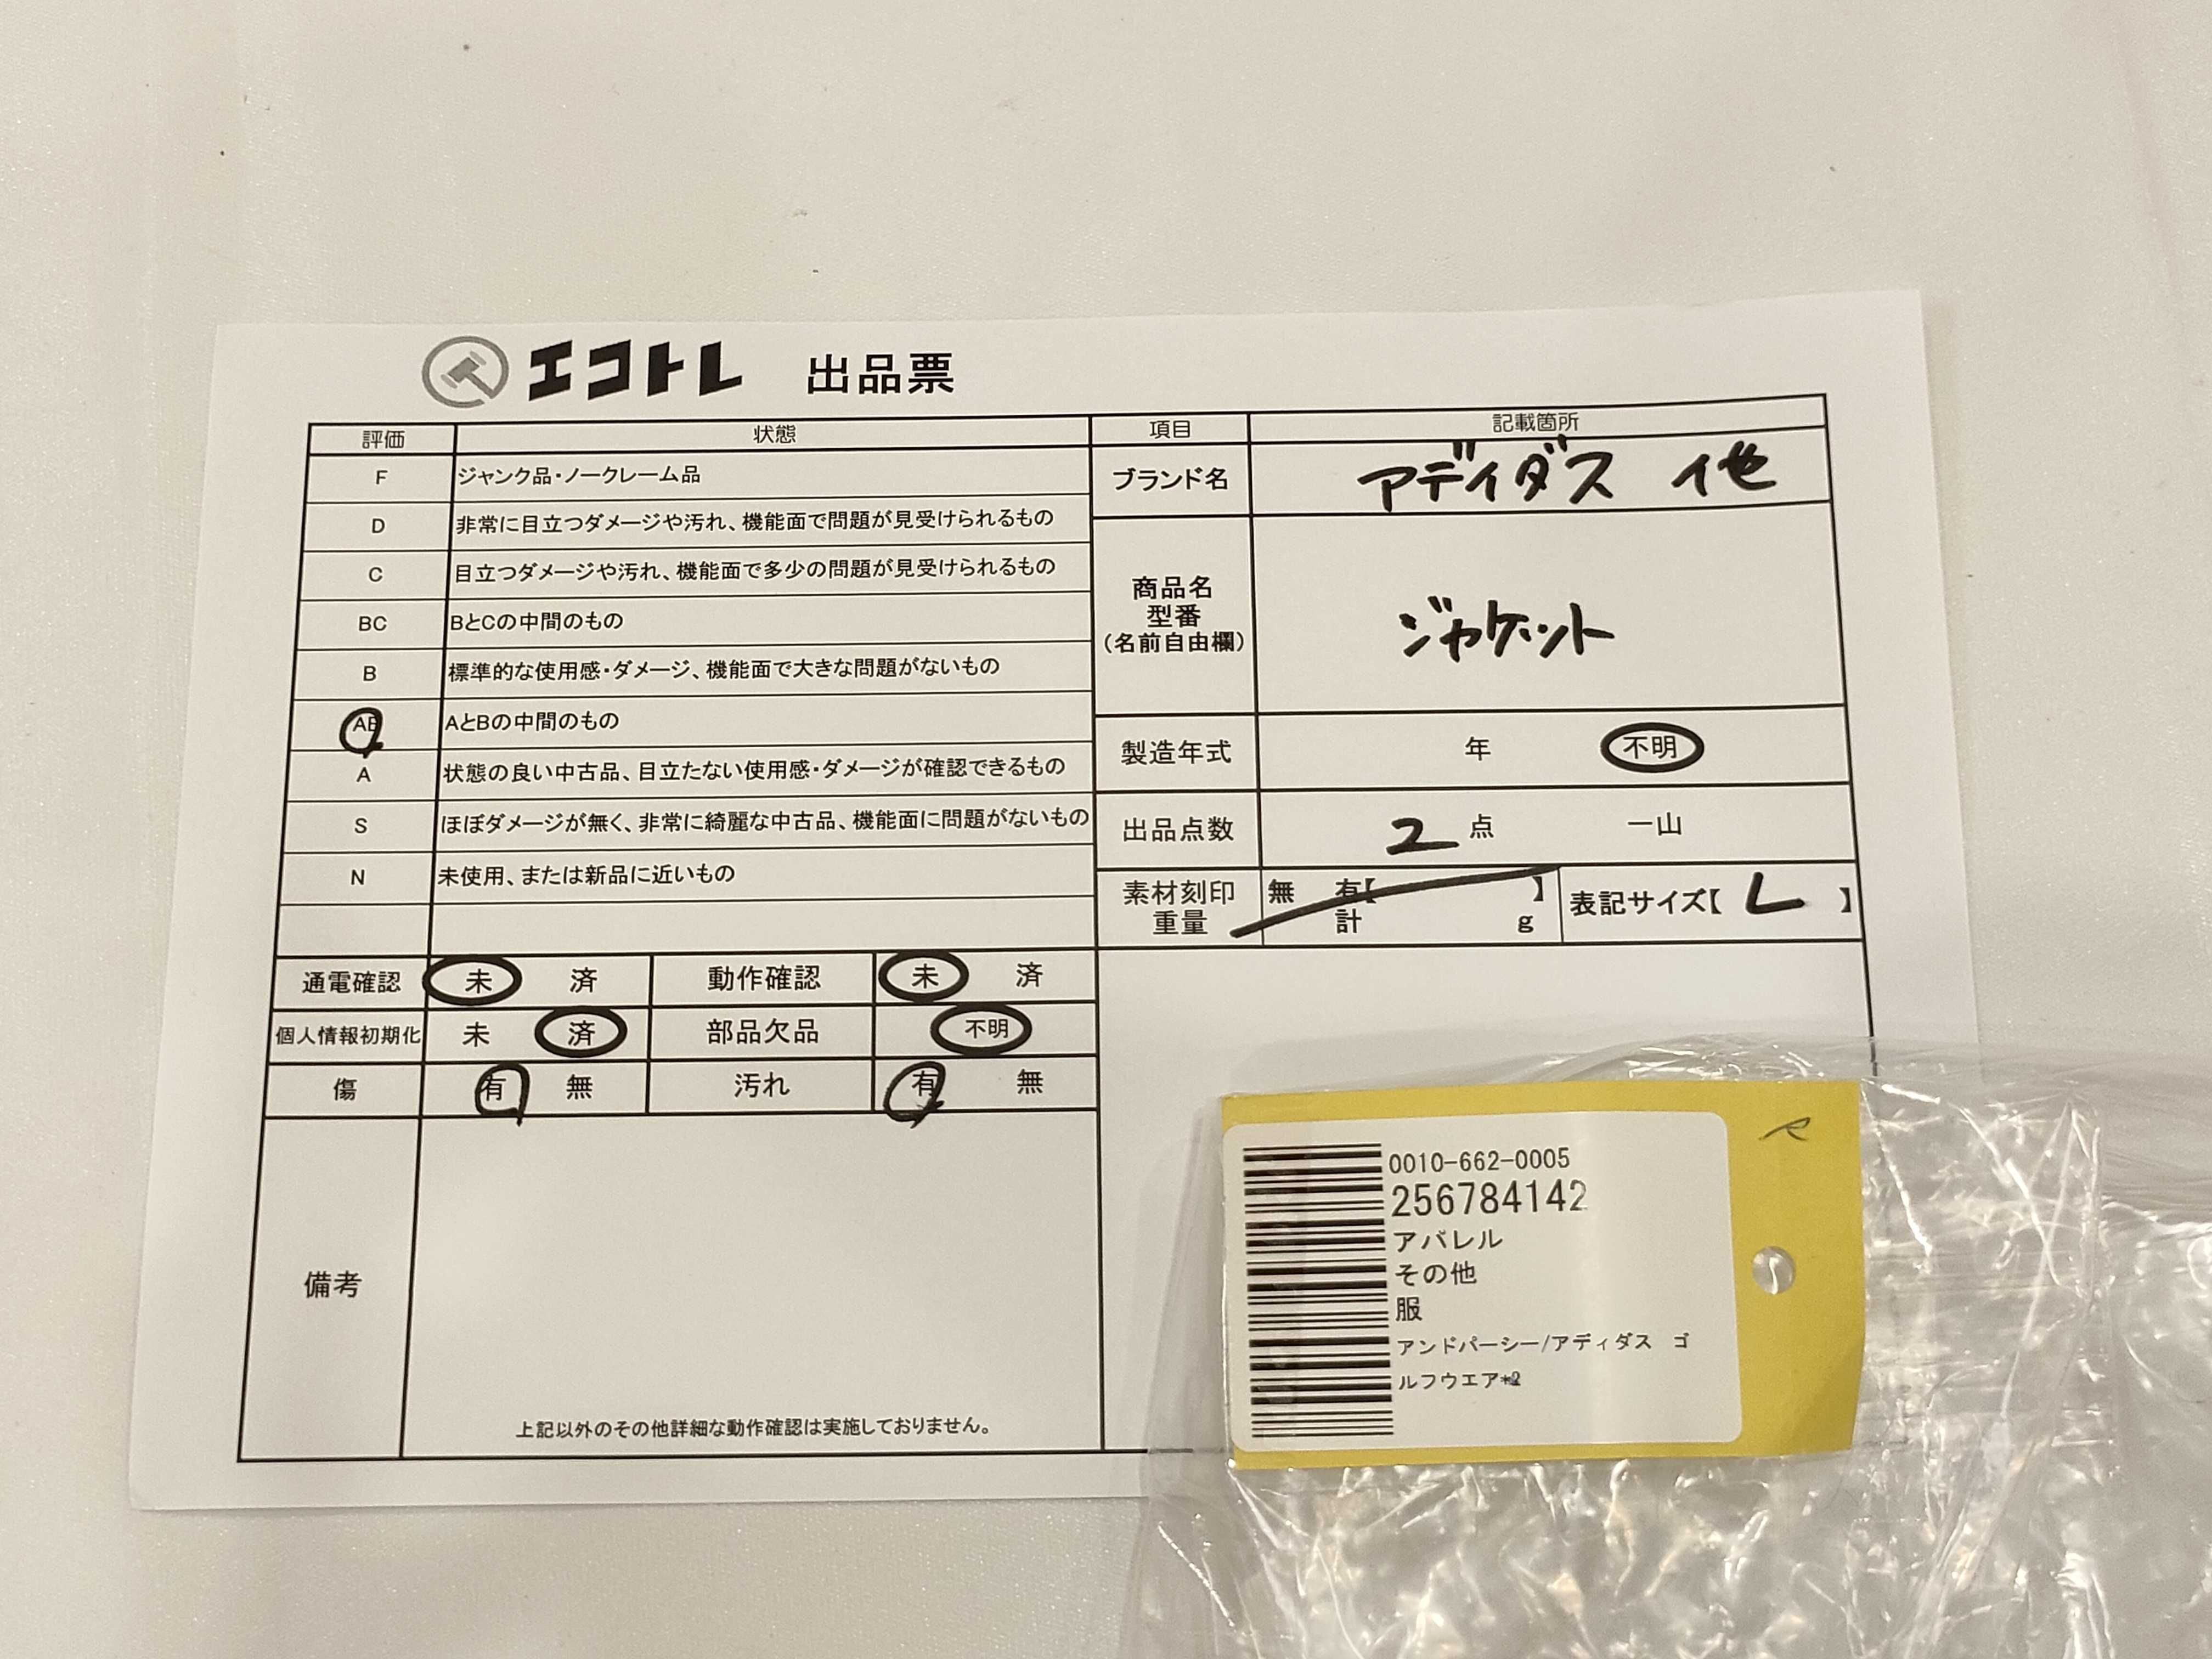 エコトレ 出品票
評価 状態 項目 記載箇所
F ジャンク品・ノークレーム品
D 非常に目立つダメージや汚れ、機能面で問題が見受けられるもの
C 目立つダメージや汚れ、機能面で多少の問題が見受けられるもの
BC BとCの中間のもの
B 標準的な使用感・ダメージ、機能面で大きな問題がないもの
AB AとBの中間のもの
A 状態の良い中古品、目立たない使用感・ダメージが確認できるもの
S ほぼダメージが無く、非常に綺麗な中古品、機能面に問題がないもの
N 未使用、または新品に近いもの
ブランド名 アディダス 他
商品名
型番
(名前自由欄)
ジャケット
製造年式 年 不明
出品点数 2 点 一山
素材刻印 無 有【 】
重量 計 g
表記サイズ【 L 】
通電確認 未 済 動作確認 未 済
個人情報初期化 未 済 部品欠品 不明
傷 有 無 汚れ 有 無
備考
上記以外のその他詳細な動作確認は実施しておりません。
0010-662-0005
256784142
アパレル
その他
服
アンドパーシー/アディダス ゴ
ルフウエア*2